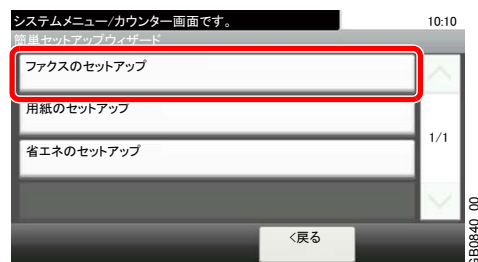 システムメニュー/カウンター画面です。
10:10
簡単セットアップウィザード
ファクスのセットアップ
用紙のセットアップ
1/1
省エネのセットアップ
<戻る
GB0840_00